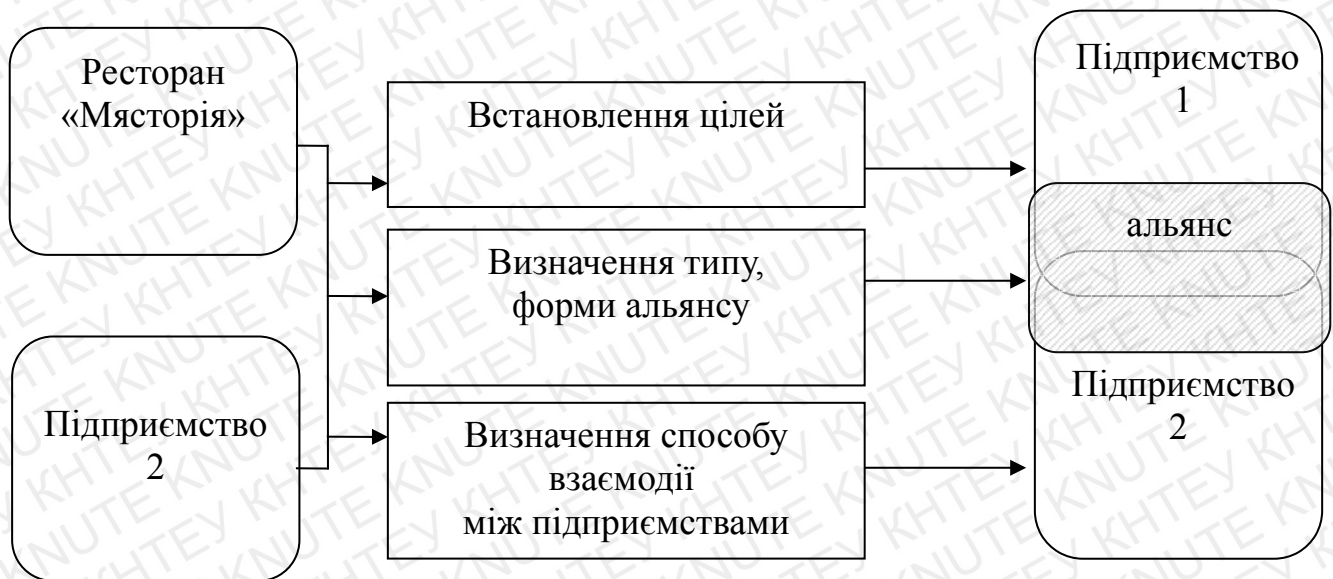 Ресторан
«Мясторія»
Підприємство
2
Встановлення цілей
Визначення типу,
форми альянсу
Визначення способу
взаємодії
між підприємствами
Підприємство
1
альянс
Підприємство
2